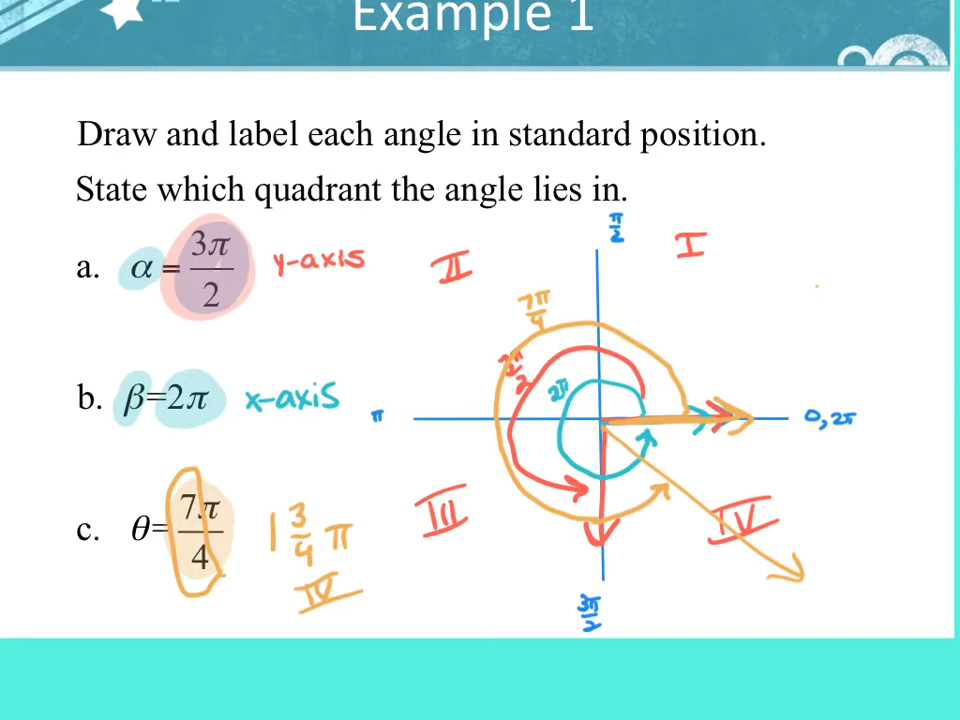 Example 1
Draw and label each angle in standard position.
State which quadrant the angle lies in.
a. α = 3π/2 y-axis
b. β=2π x-axis
c. θ=7π/4 1 3/4 π
IV
π/2
II
I
7π/4
2π
π
0, 2π
III
IV
3π/2